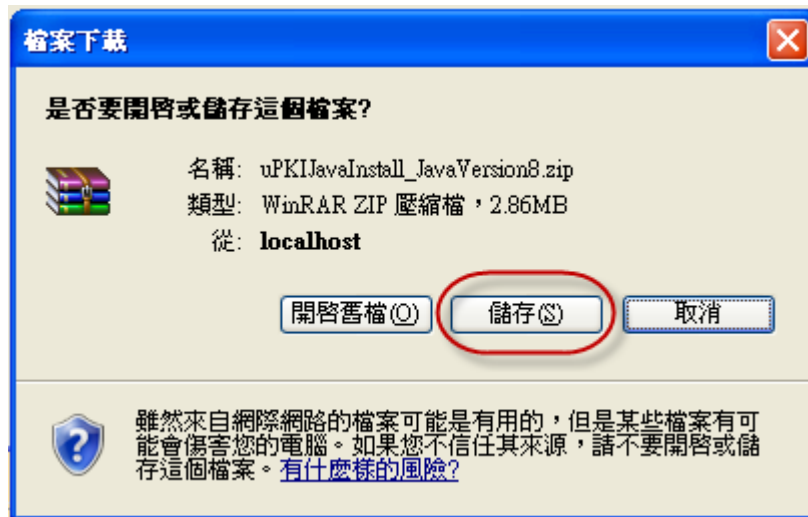 檔案下載
是否要開啓或儲存這個檔案?
名稱: uPKIJavaInstall_JavaVersion8.zip
類型: WinRAR ZIP 壓縮檔，2.86MB
從: localhost
開啓舊檔(O) 儲存(S) 取消
雖然來自網際網路的檔案可能是有用的，但是某些檔案有可
能會傷害您的電腦。如果您不信任其來源，請不要開啓或儲
存這個檔案。有什麼樣的風險?